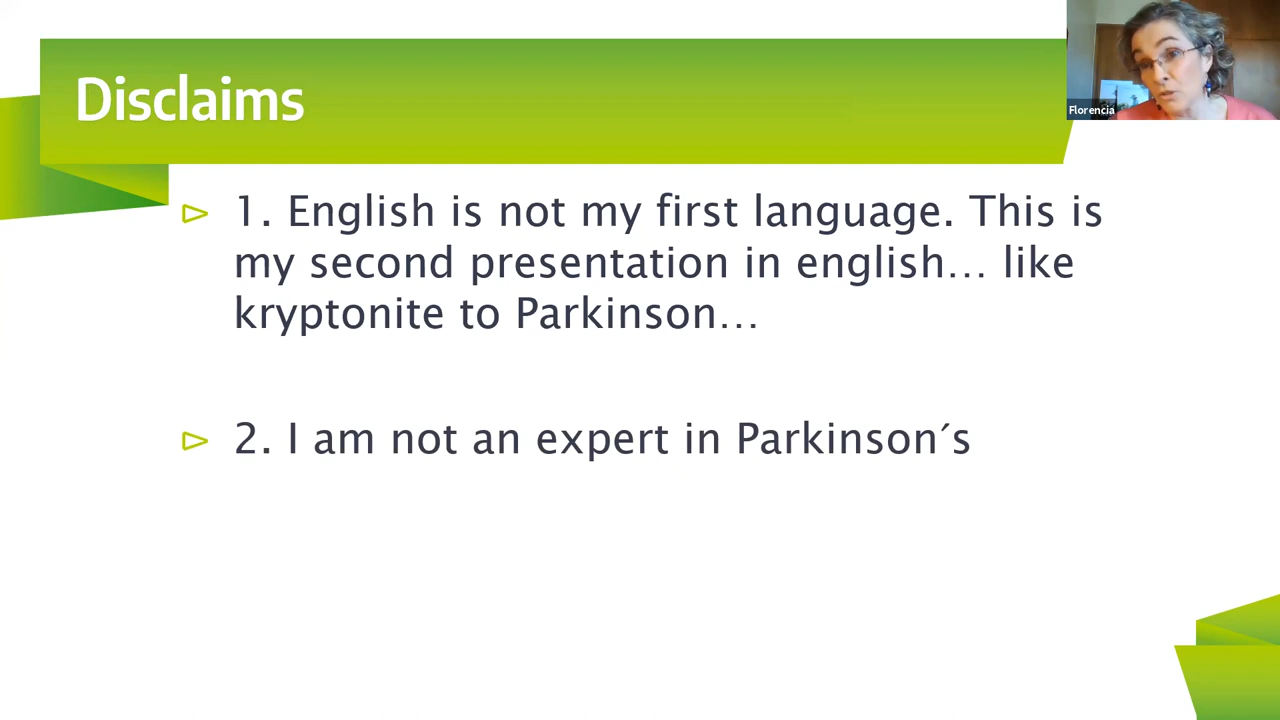 Disclaims
Florencia
1. English is not my first language. This is
my second presentation in english… like
kryptonite to Parkinson…
2. I am not an expert in Parkinson´s